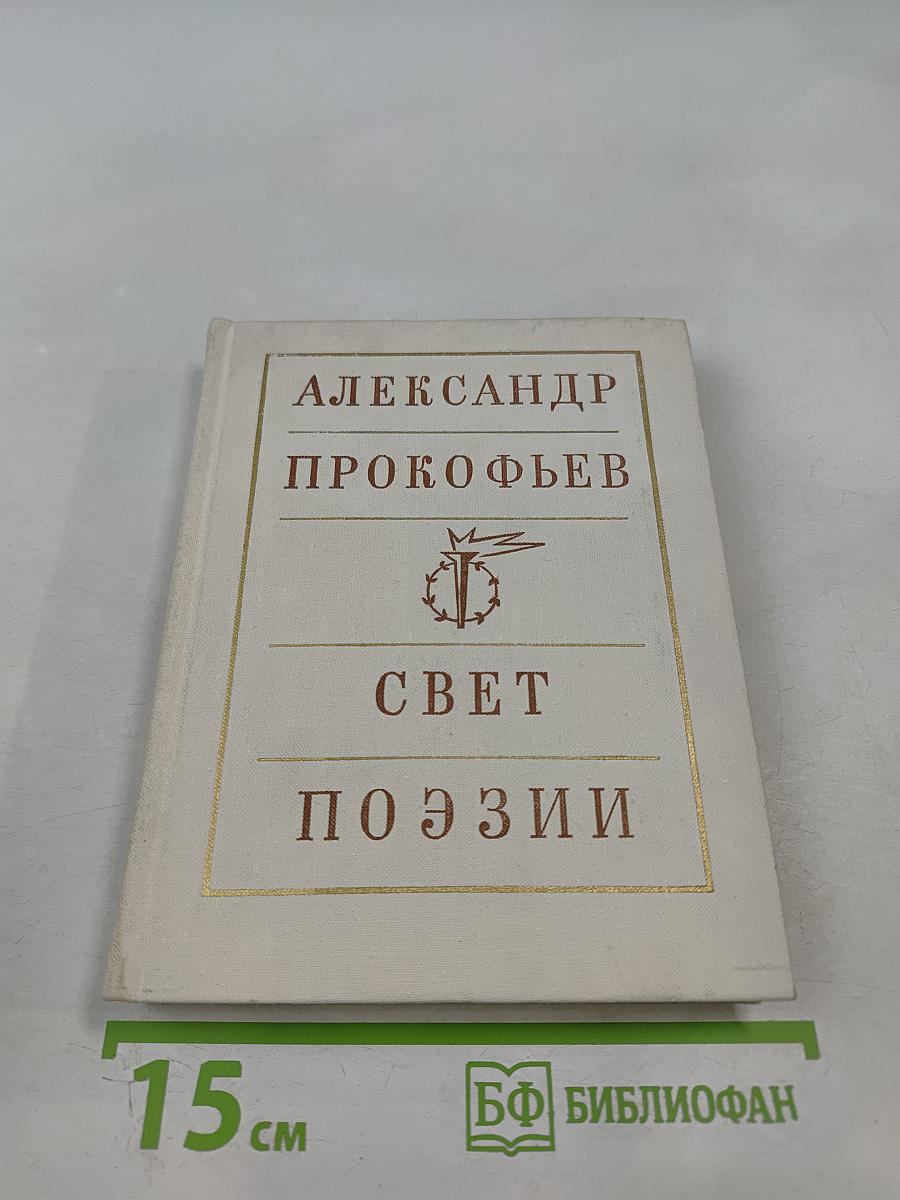 АЛЕКСАНДР
ПРОКОФЬЕВ
СВЕТ
ПОЭЗИИ
15 см
БФ БИБЛИОФАН